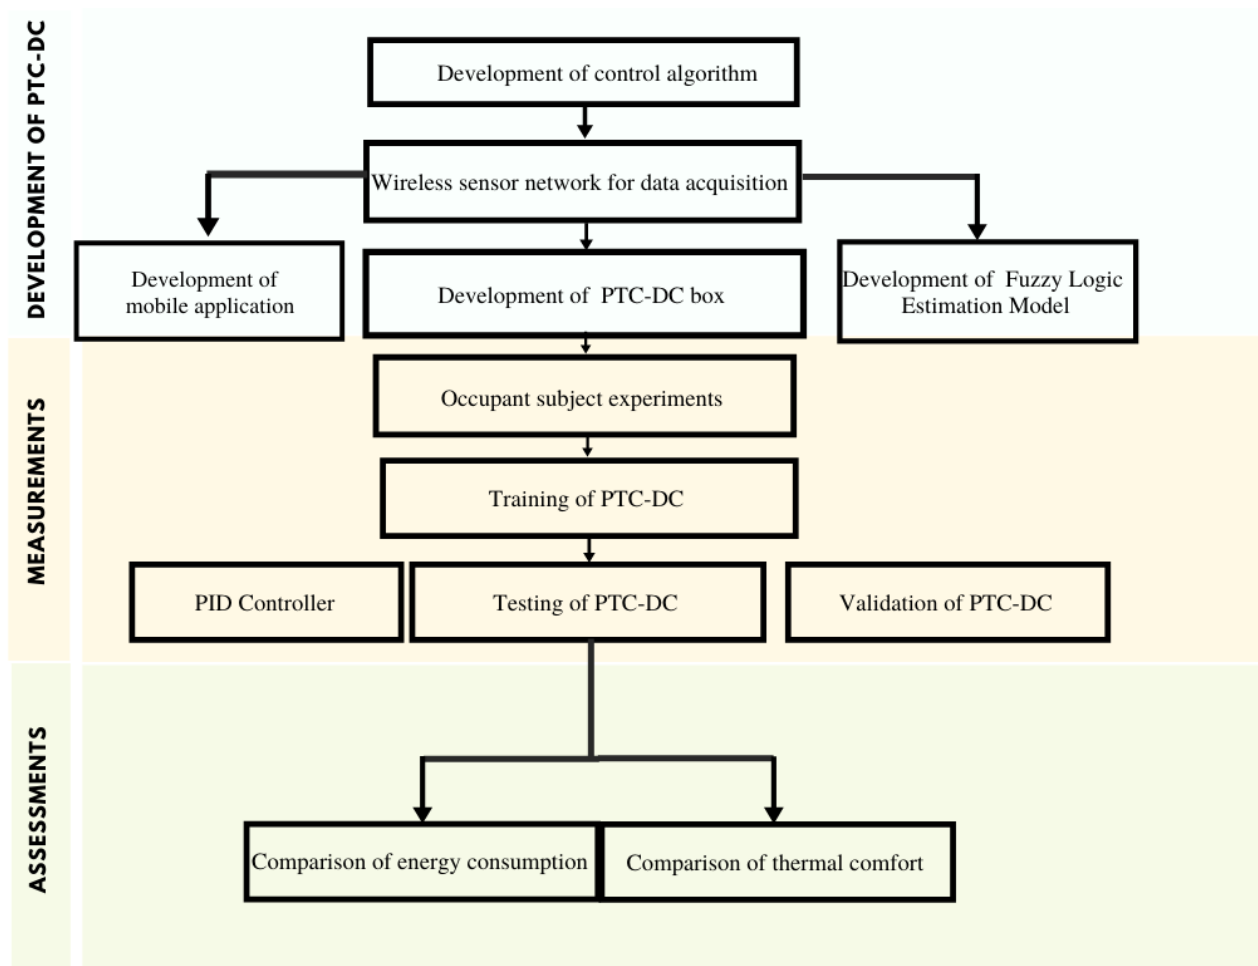 DEVELOPMENT OF PTC-DC
Development of control algorithm
Wireless sensor network for data acquisition
Development of
mobile application
Development of PTC-DC box
Development of Fuzzy Logic
Estimation Model
MEASUREMENTS
Occupant subject experiments
Training of PTC-DC
PID Controller
Testing of PTC-DC
Validation of PTC-DC
ASSESSMENTS
Comparison of energy consumption
Comparison of thermal comfort